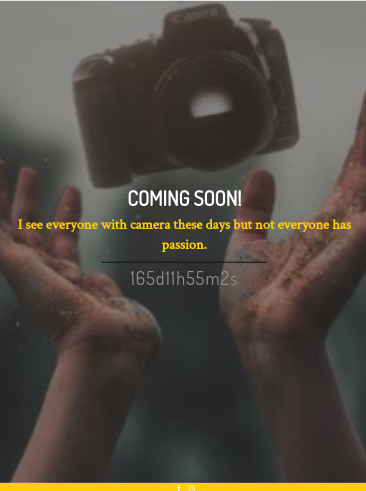 Canon
COMING SOON!
I see everyone with camera these days but not everyone has
passion.
165d11h55m2s